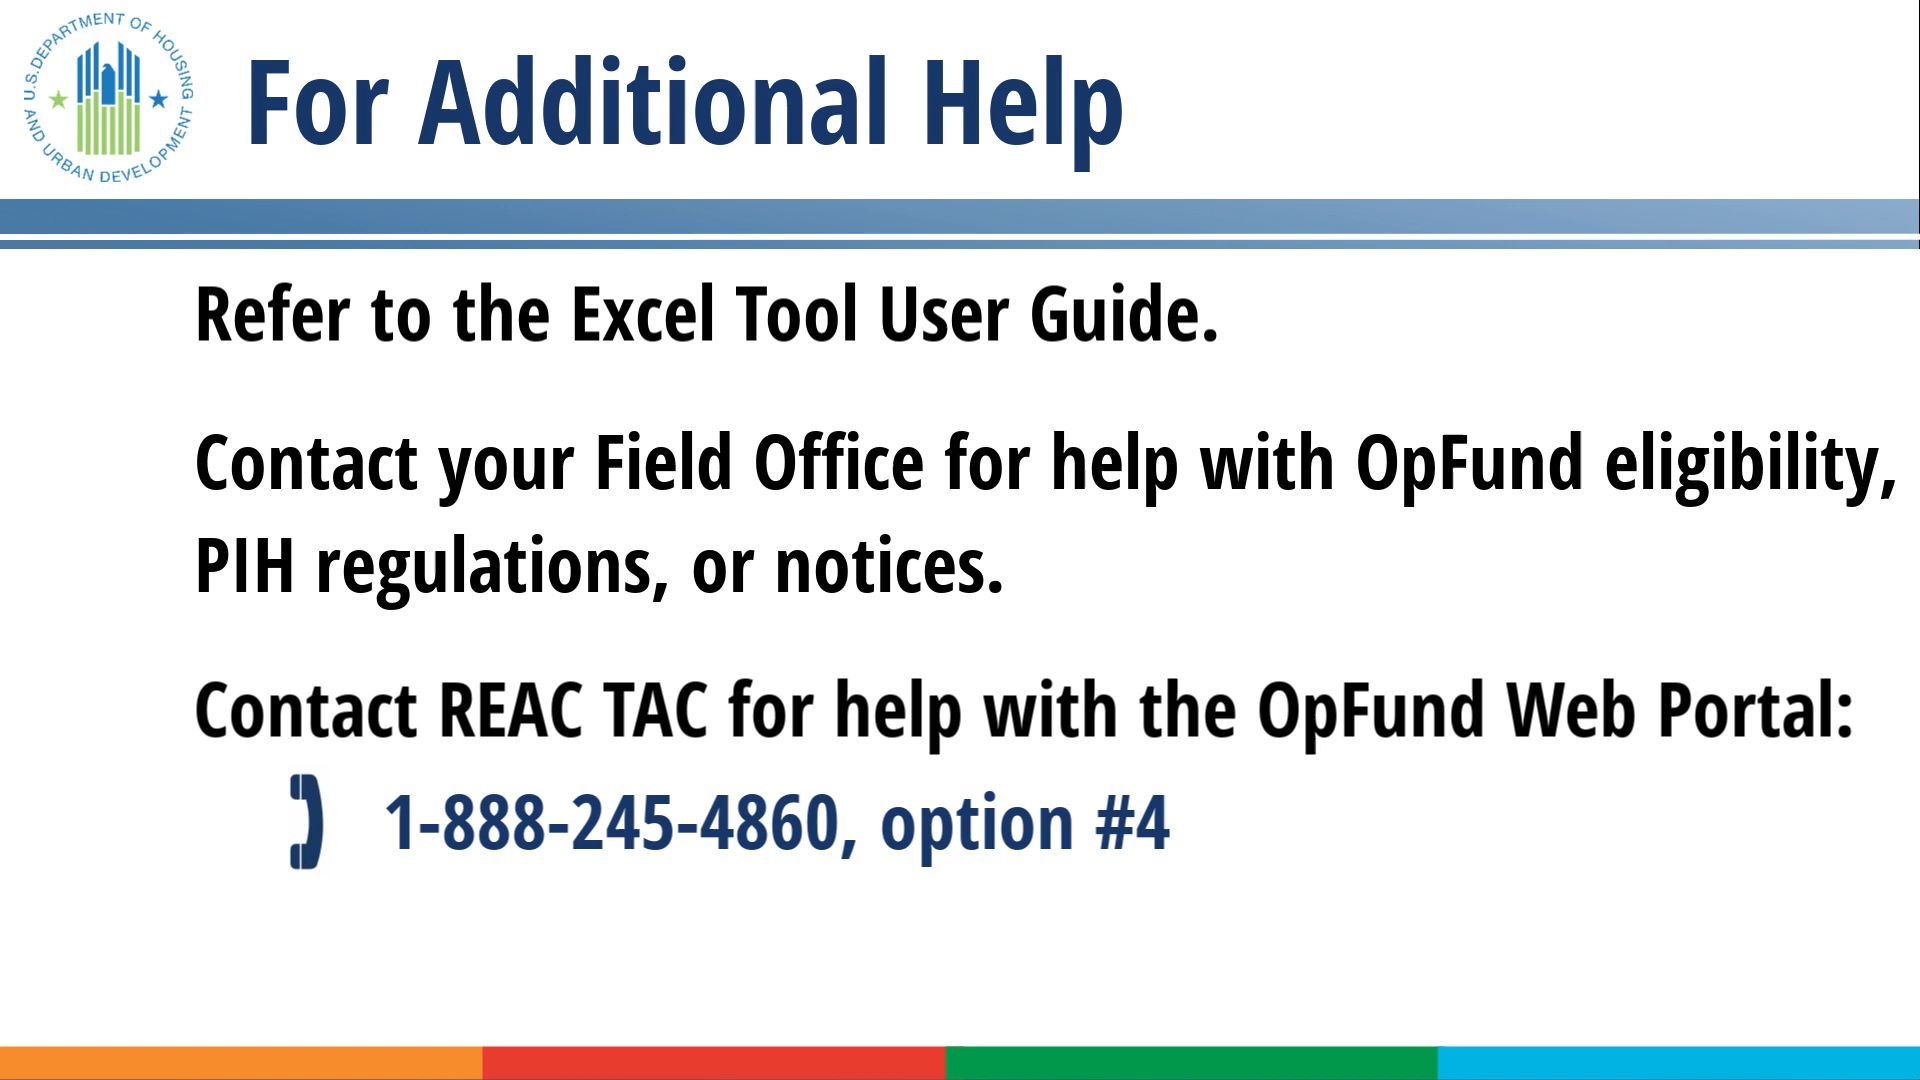 U.S. DEPARTMENT OF HOUSING
AND URBAN DEVELOPMENT
For Additional Help
Refer to the Excel Tool User Guide.
Contact your Field Office for help with OpFund eligibility,
PIH regulations, or notices.
Contact REAC TAC for help with the OpFund Web Portal:
1-888-245-4860, option #4